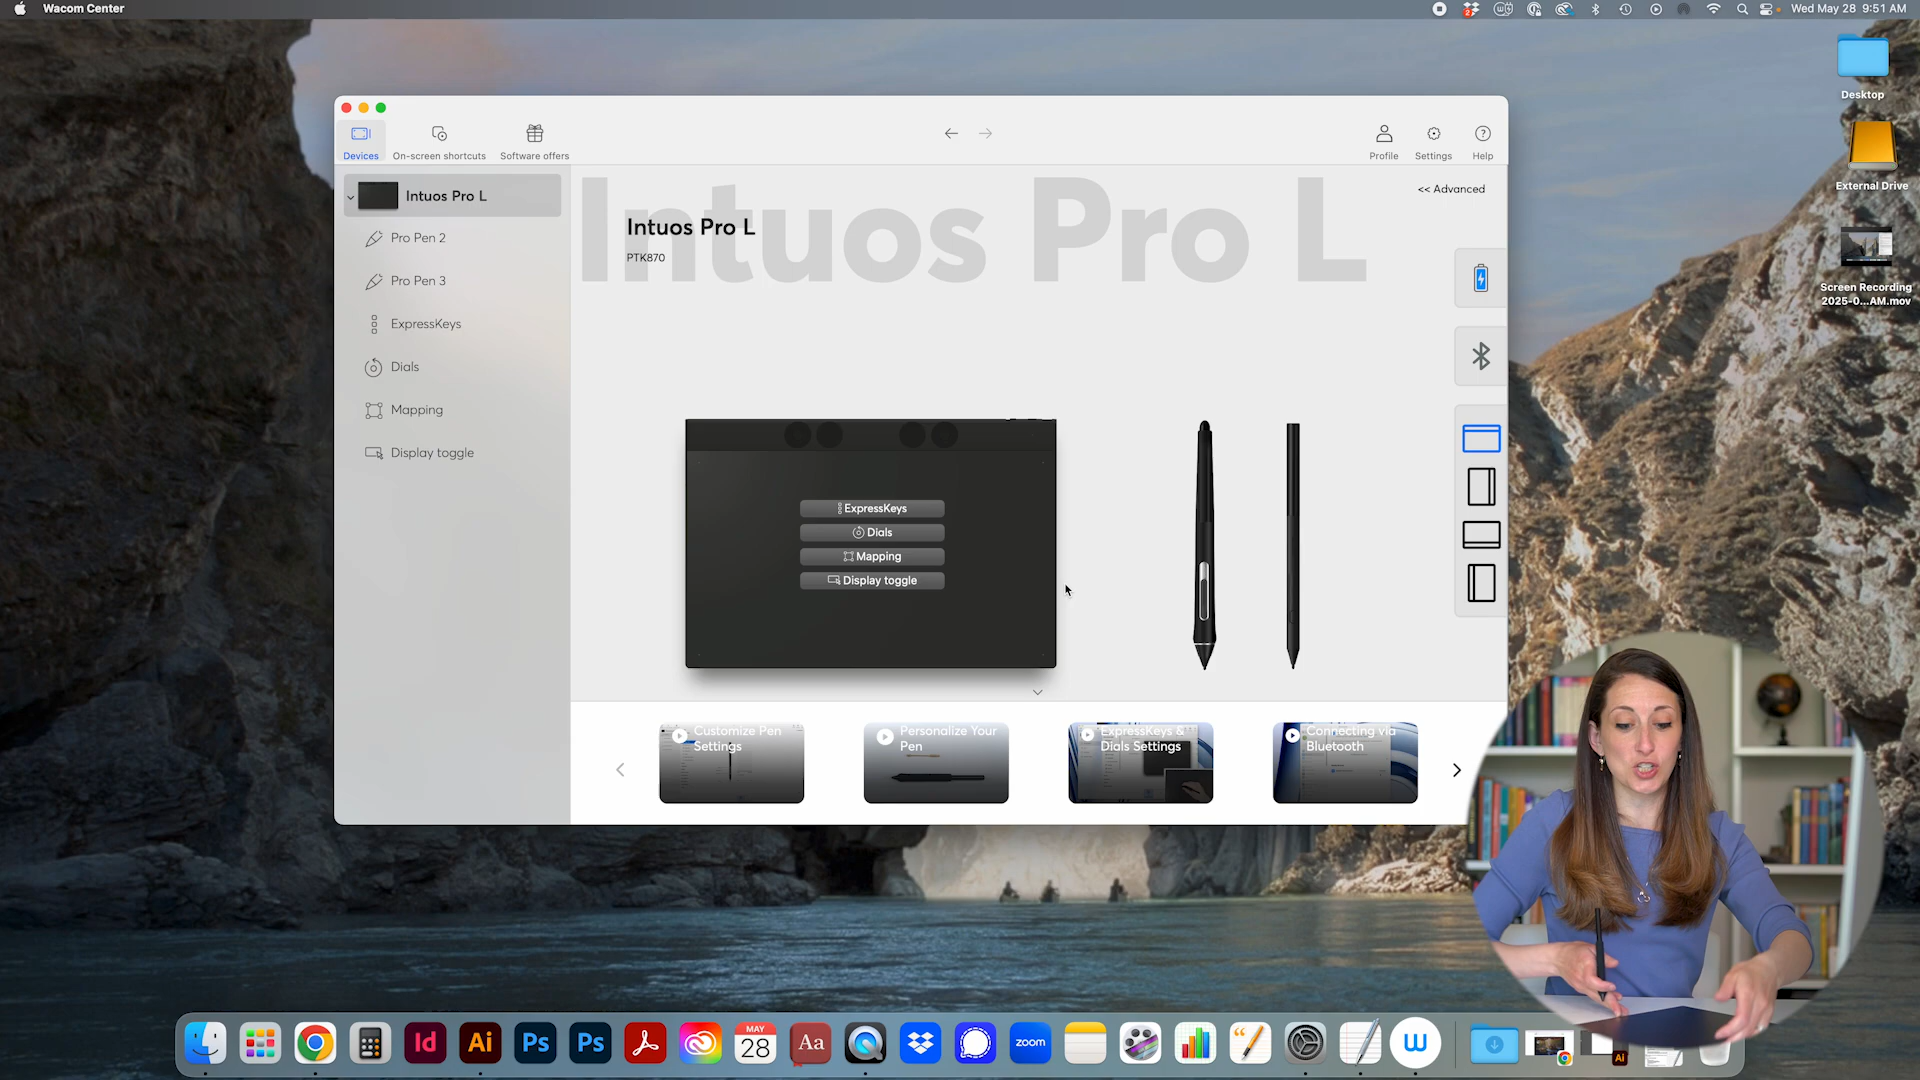 Wacom Center
2
Wed May 28 9:51 AM
Desktop
External Drive
Screen Recording
2025-0...AM.mov
Devices
On-screen shortcuts
Software offers
Profile
Settings
? Help
Intuos Pro L
Pro Pen 2
Pro Pen 3
ExpressKeys
Dials
Mapping
Display toggle
Intuos Pro L
<< Advanced
Intuos Pro L
PTK870
ExpressKeys
Dials
Mapping
Display toggle
Customize Pen
Settings
Personalize Your
Pen
ExpressKeys &
Dials Settings
Connecting via
Bluetooth
Id
Ai
Ps
Ps
MAY
28
Aa
zoom
W
Ai